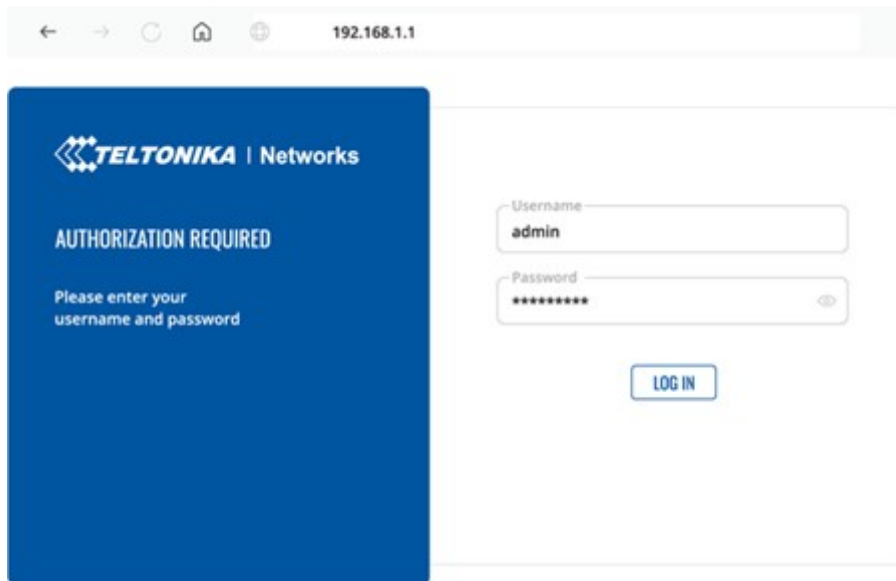 192.168.1.1
TELTONIKA | Networks
AUTHORIZATION REQUIRED
Please enter your
username and password
Username
admin
Password
*********
LOG IN